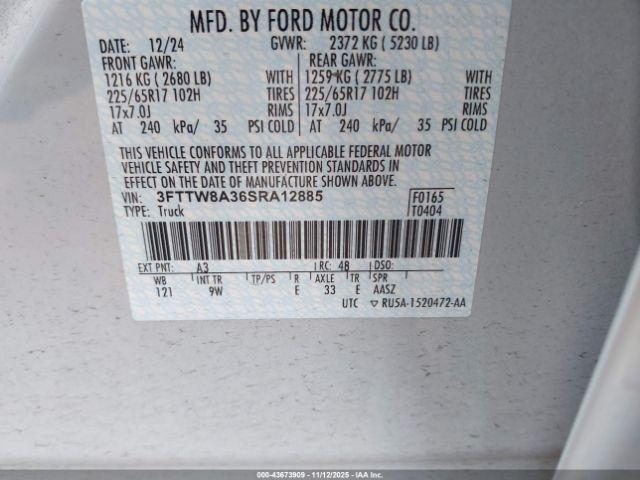 MFD. BY FORD MOTOR CO.
DATE: 12/24 GVWR: 2372 KG ( 5230 LB)
FRONT GAWR: REAR GAWR:
1216 KG ( 2680 LB) WITH 1259 KG ( 2775 LB) WITH
225/65R17 102H TIRES 225/65R17 102H TIRES
17x7.0J RIMS 17x7.0J RIMS
AT 240 kPa/ 35 PSI COLD AT 240 kPa/ 35 PSI COLD
THIS VEHICLE CONFORMS TO ALL APPLICABLE FEDERAL MOTOR
VEHICLE SAFETY AND THEFT PREVENTION STANDARDS IN
EFFECT ON THE DATE OF MANUFACTURE SHOWN ABOVE.
VIN: 3FTTW8A36SRA12885 F0165
TYPE: Truck T0404
EXT PNT: A3 RC: 48 DSO:
WB INT TR TP/PS R AXLE TR SPR
121 9W E 33 E AASZ
UTC ▽ RU5A-1520472-AA
000-43673909 - 11/12/2025 - IAAI.CA